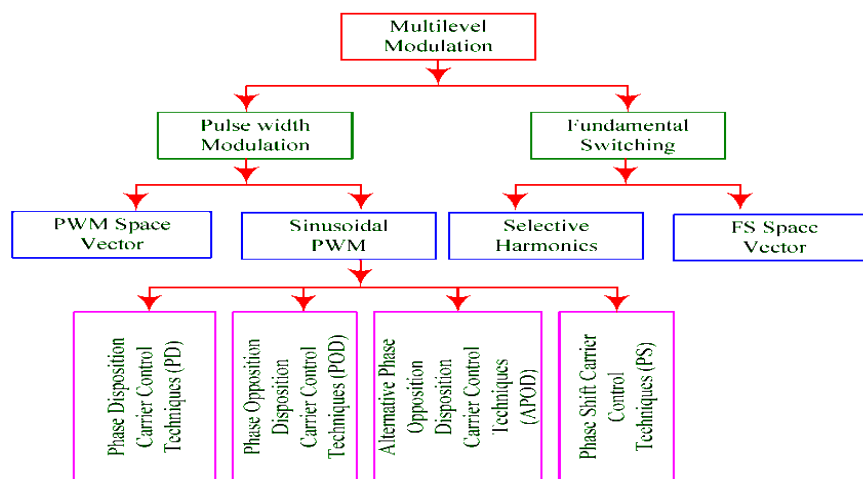 Multilevel
Modulation
Pulse width
Modulation
Fundamental
Switching
PWM Space
Vector
Sinusoidal
PWM
Selective
Harmonics
FS Space
Vector
Phase Disposition
Carrier Control
Techniques (PD)
Phase Opposition
Disposition
Carrier Control
Techniques (POD)
Alternative Phase
Opposition
Disposition
Carrier Control
Techniques
(APOD)
Phase Shift Carrier
Control
Techniques (PS)